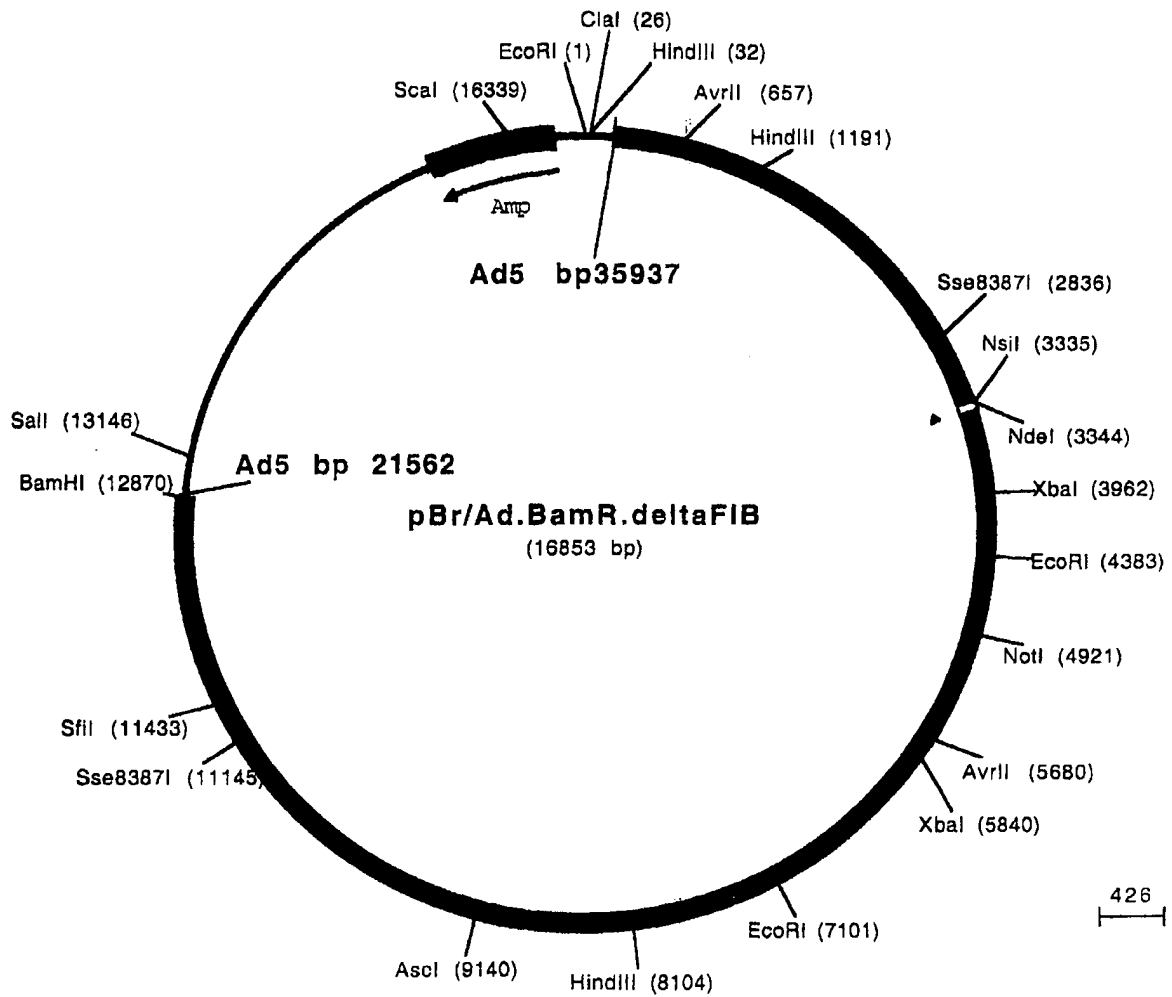 ClaI (26)
EcoRI (1)
HindIII (32)
ScaI (16339)
AvrII (657)
HindIII (1191)
Amp
Ad5 bp35937
Sse8387I (2836)
NsiI (3335)
SalI (13146)
NdeI (3344)
Ad5 bp 21562
BamHI (12870)
XbaI (3962)
pBr/Ad.BamR.deltaFIB
(16853 bp)
EcoRI (4383)
NotI (4921)
SfiI (11433)
Sse8387I (11145)
AvrII (5680)
XbaI (5840)
426
EcoRI (7101)
AscI (9140)
HindIII (8104)